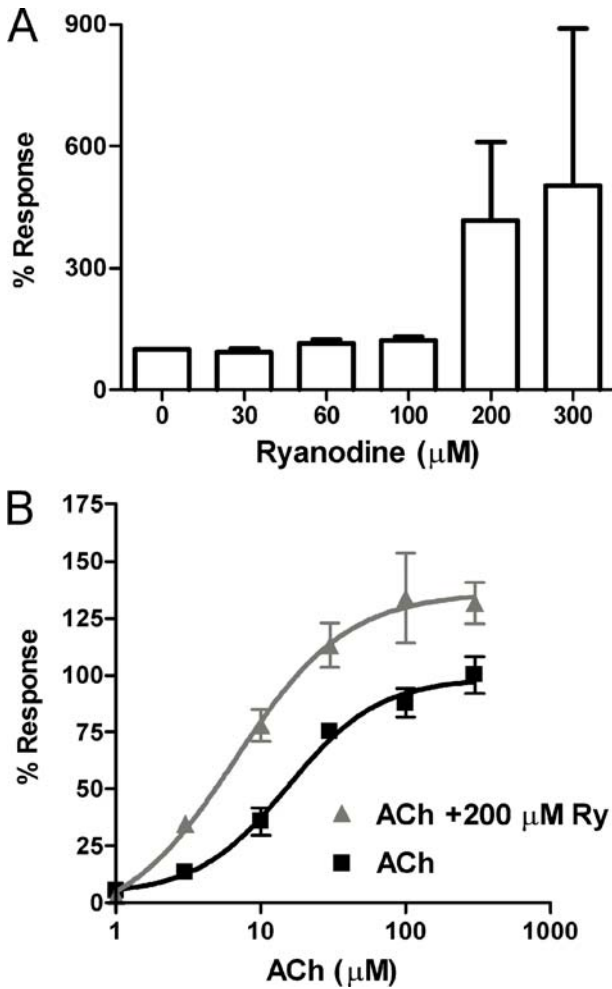 A
900
600
300
0
% Response
0 30 60 100 200 300
Ryanodine (μM)
B
175
150
125
100
75
50
25
0
% Response
ACh +200 μM Ry
ACh
1 10 100 1000
ACh (μM)